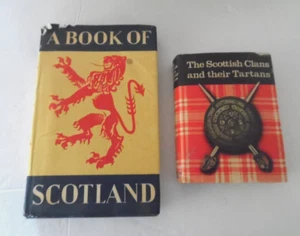 A BOOK OF
SCOTLAND
The Scottish Clans
and their Tartans